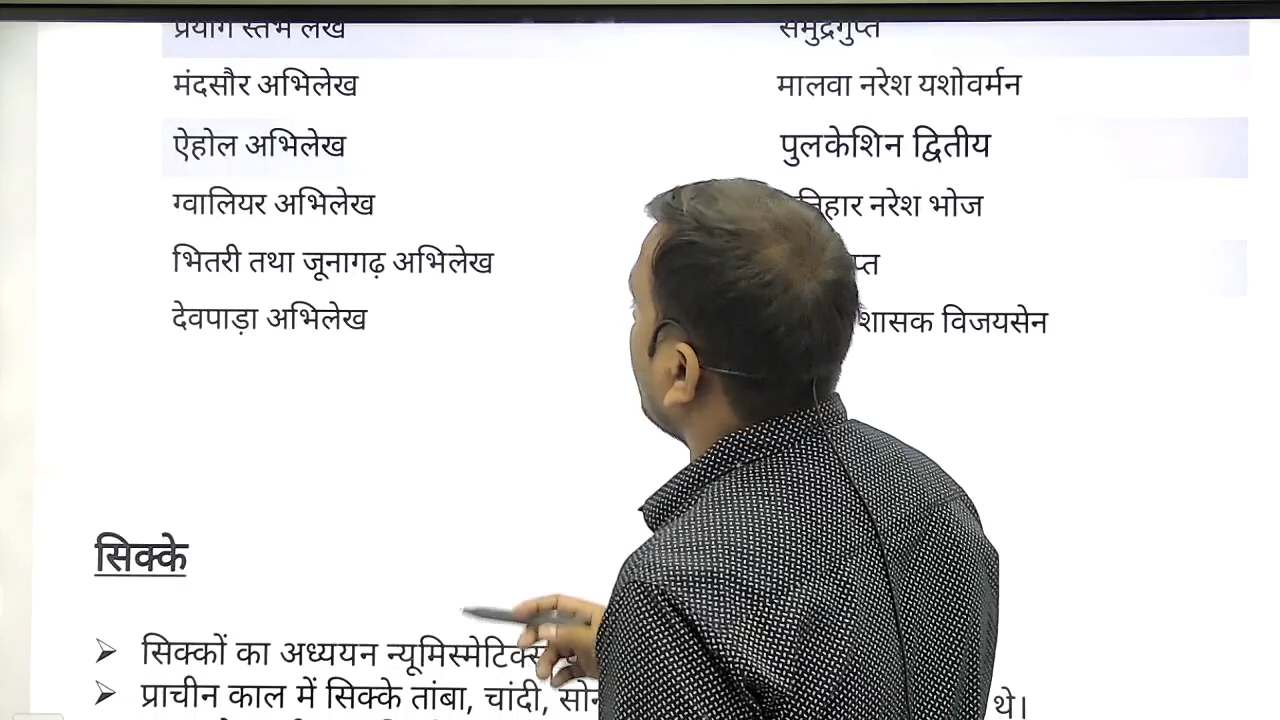 प्रयाग स्तंभ लेख समुद्रगुप्त
मंदसौर अभिलेख मालवा नरेश यशोवर्मन
ऐहोल अभिलेख पुलकेशिन द्वितीय
ग्वालियर अभिलेख नरेश भोज
भितरी तथा जूनागढ़ अभिलेख
देवपाड़ा अभिलेख शासक विजयसेन
सिक्के
➢ सिक्कों का अध्ययन
➢ प्राचीन काल में सिक्के तांबा, चांदी, थे।